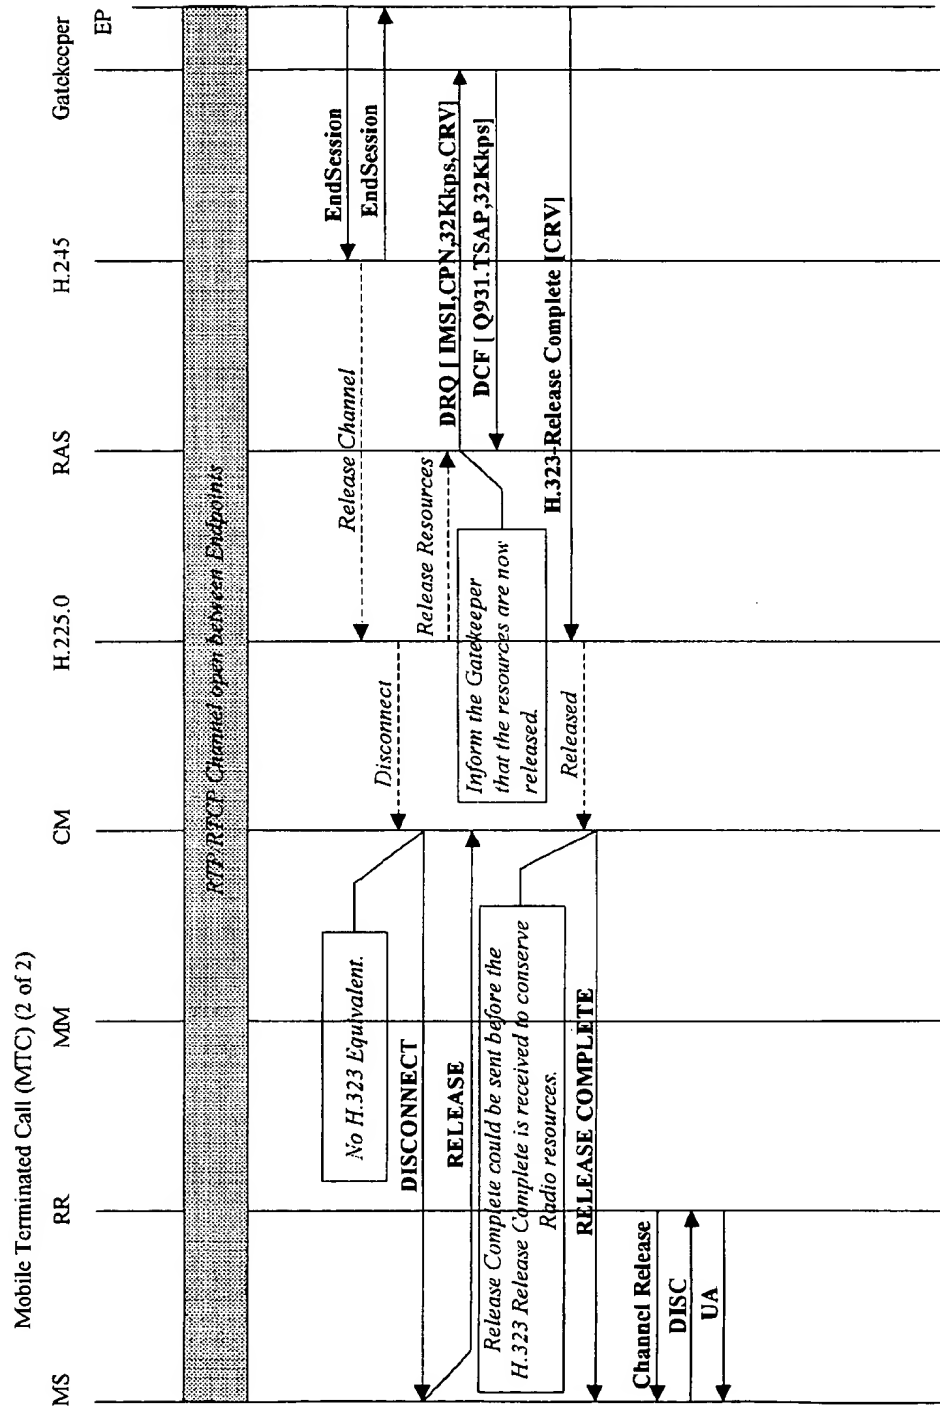 Mobile Terminated Call (MTC) (2 of 2)
MS
RR
MM
CM
H.225.0
RAS
H.245
Gatekeeper
EP
RTP/RTCP Channel open between Endpoints
EndSession
EndSession
Release Channel
No H.323 Equivalent.
Disconnect
DISCONNECT
Release Resources
DRQ [ IMSI,CPN,32Kkps,CRV]
RELEASE
DCF [ Q931.TSAP,32Kkps]
Inform the Gatekeeper
that the resources are now
released.
Release Complete could be sent before the
H.323 Release Complete is received to conserve
Radio resources.
H.323-Release Complete [CRV]
Released
RELEASE COMPLETE
Channel Release
DISC
UA